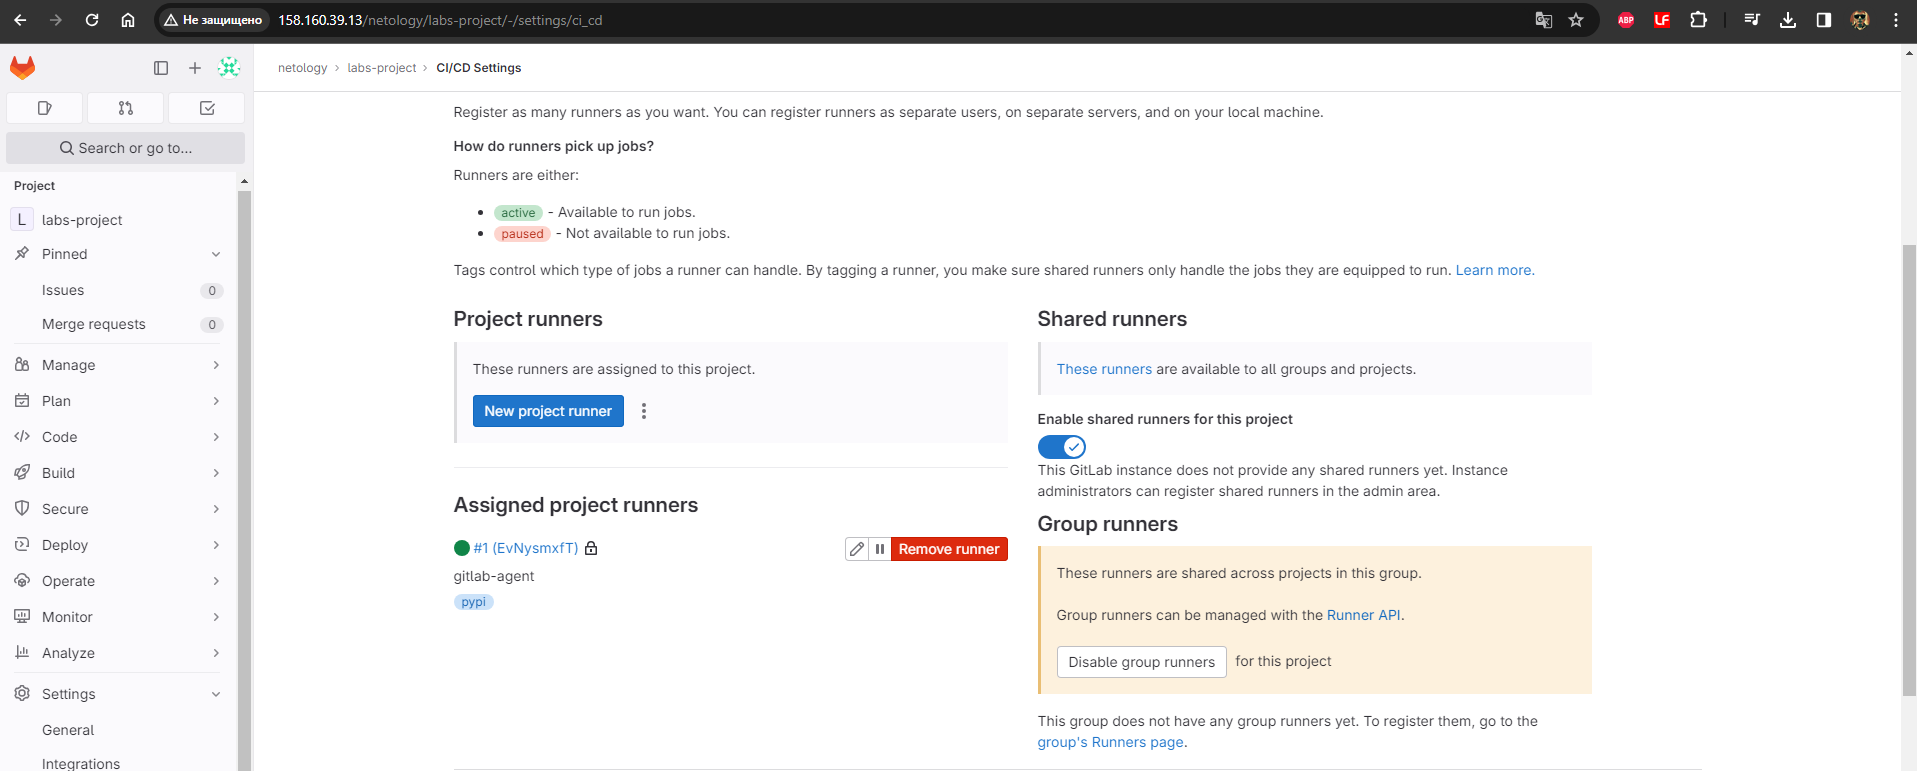 Не защищено
158.160.39.13/netology/labs-project/-/settings/ci_cd
ABP
LF
netology › labs-project › CI/CD Settings
Search or go to...
Project
L labs-project
Pinned
Issues 0
Merge requests 0
Manage
Plan
Code
Build
Secure
Deploy
Operate
Monitor
Analyze
Settings
General
Integrations
Register as many runners as you want. You can register runners as separate users, on separate servers, and on your local machine.
How do runners pick up jobs?
Runners are either:
active - Available to run jobs.
paused - Not available to run jobs.
Tags control which type of jobs a runner can handle. By tagging a runner, you make sure shared runners only handle the jobs they are equipped to run. Learn more.
Project runners
These runners are assigned to this project.
New project runner
Assigned project runners
#1 (EvNysmxfT)
Remove runner
gitlab-agent
pypi
Shared runners
These runners are available to all groups and projects.
Enable shared runners for this project
This GitLab instance does not provide any shared runners yet. Instance
administrators can register shared runners in the admin area.
Group runners
These runners are shared across projects in this group.
Group runners can be managed with the Runner API.
Disable group runners for this project
This group does not have any group runners yet. To register them, go to the
group's Runners page.